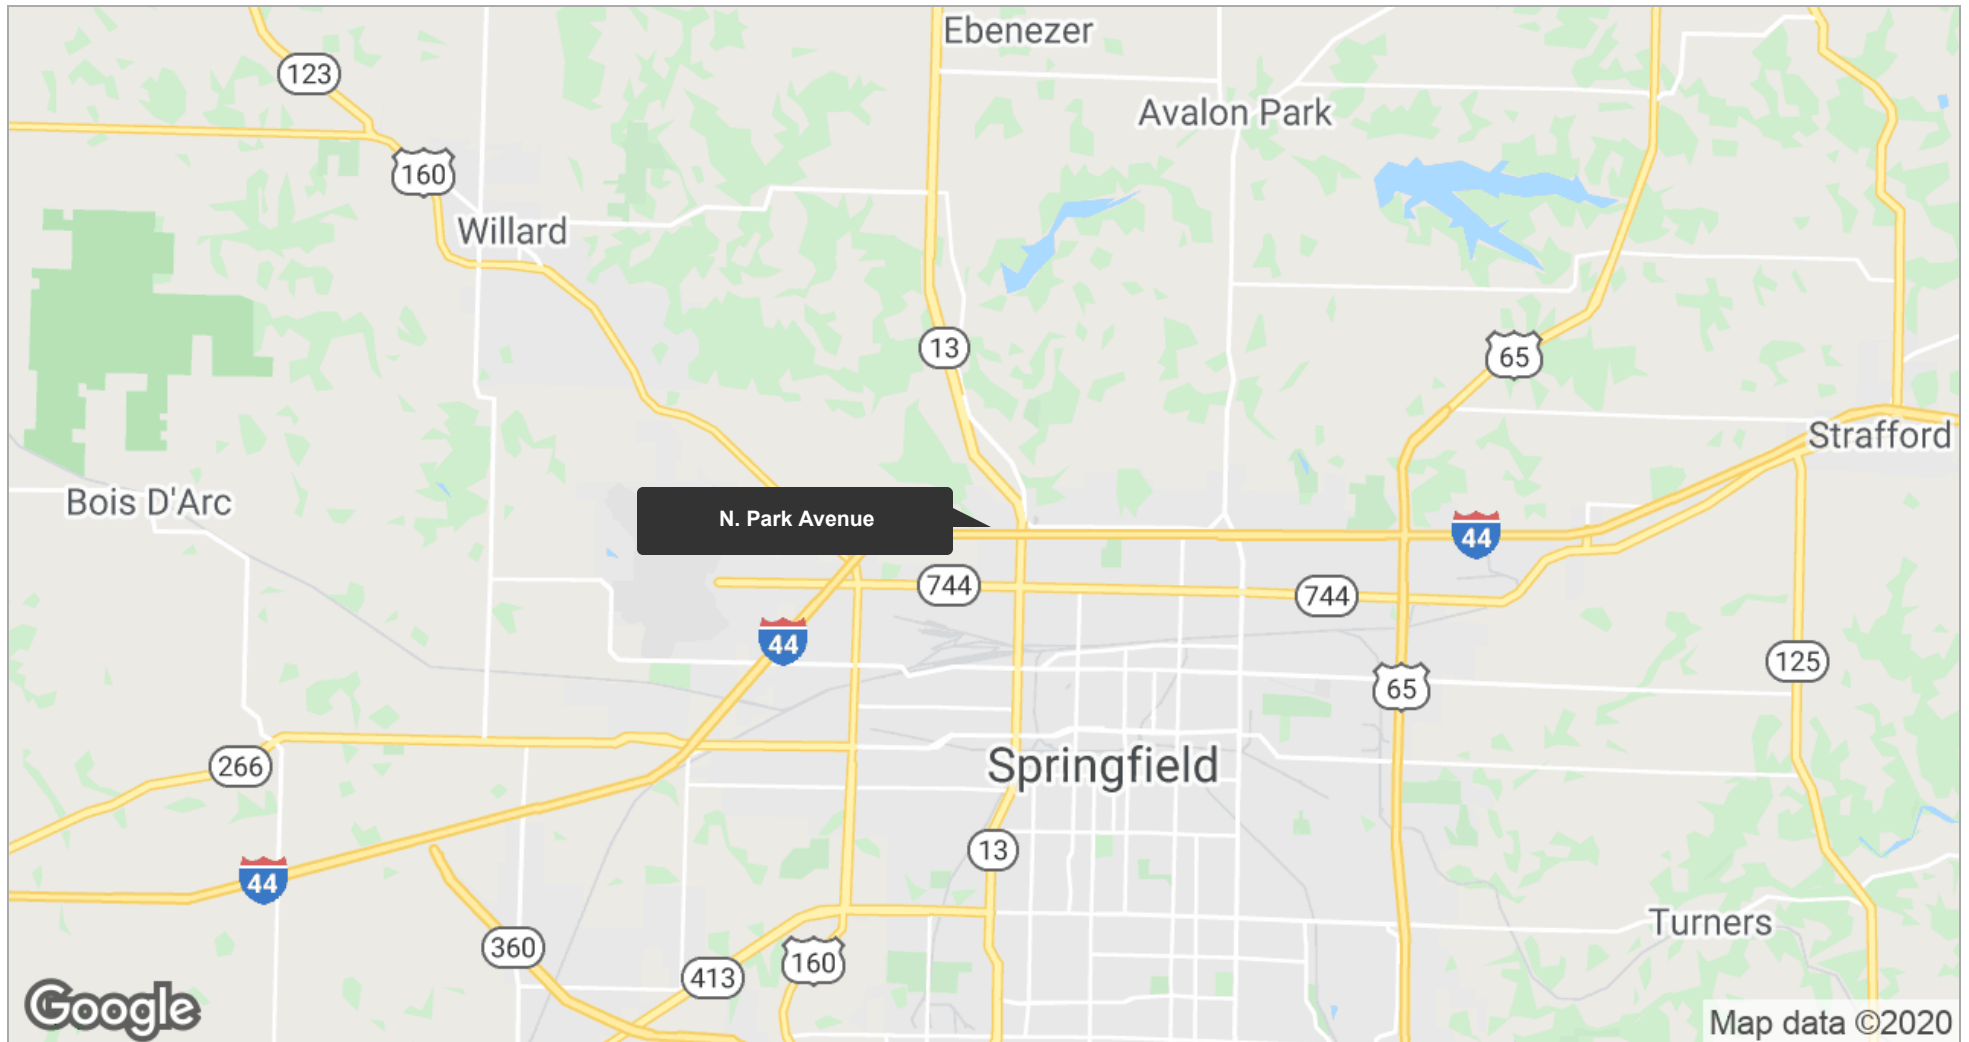 Ebenezer
123
Avalon Park
160
Willard
13
65
Strafford
Bois D'Arc
N. Park Avenue
44
744
744
44
125
65
266
Springfield
13
44
Turners
360
160
413
Google
Map data ©2020